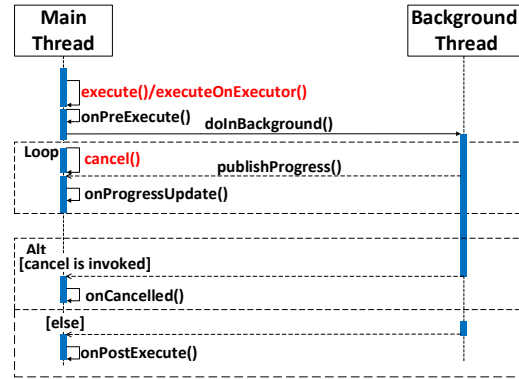 Main
Thread
Background
Thread
execute()/executeOnExecutor()
onPreExecute()
doInBackground()
Loop
cancel()
publishProgress()
onProgressUpdate()
Alt
[cancel is invoked]
onCancelled()
[else]
onPostExecute()